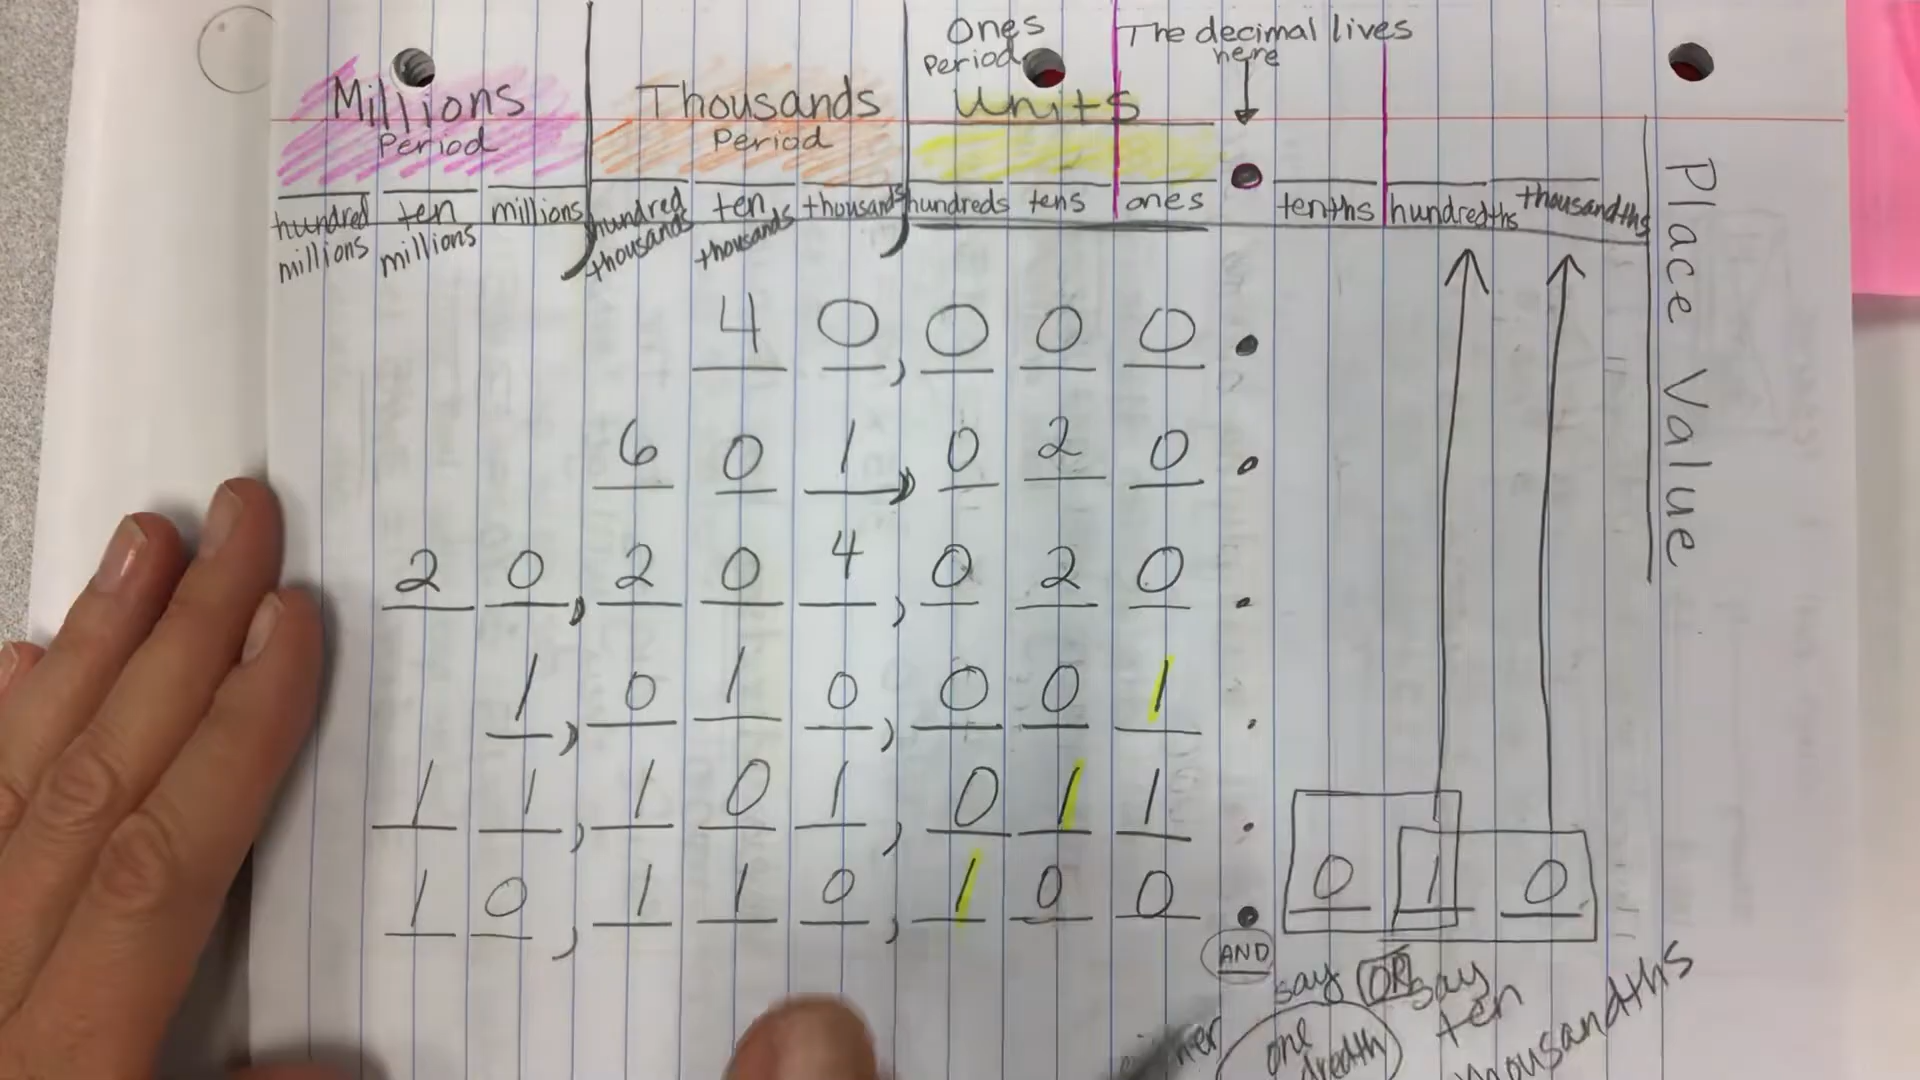 Ones
Period
The decimal lives
here
Millions
Period
Thousands
Period
Units
hundred
millions
ten
millions
millions
hundred
thousands
ten
thousands
thousands
hundreds
tens
ones
tenths
hundredths
thousandths
Place Value
4 0 , 0 0 0 .
6 0 1 , 0 2 0 .
2 0 , 2 0 4 , 0 2 0 .
1 , 0 1 0 , 0 0 1 .
1 1 , 1 0 1 , 0 1 1 .
1 0 , 1 1 0 , 1 0 0 . 0 1 0
AND
say OR say
one
ten